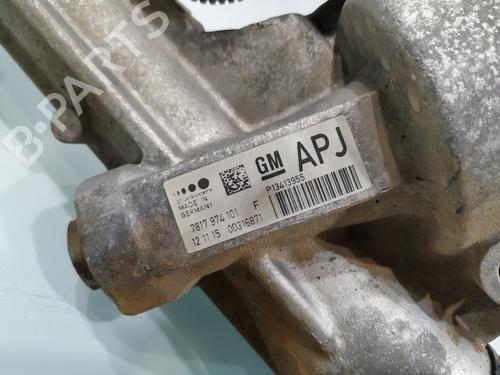 B-PARTS
MADE IN
GERMANY
GM
APJ
P13413955
7817 974 101 F
12 11 15 00316871